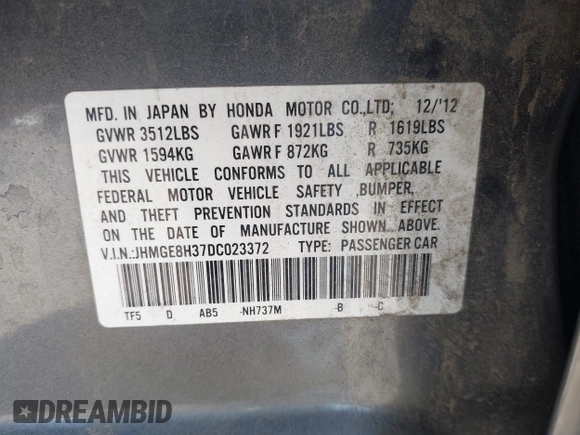 MFD. IN JAPAN BY HONDA MOTOR CO.,LTD; 12/'12
GVWR 3512LBS GAWR F 1921LBS R 1619LBS
GVWR 1594KG GAWR F 872KG R 735KG
THIS VEHICLE CONFORMS TO ALL APPLICABLE
FEDERAL MOTOR VEHICLE SAFETY ,BUMPER,
AND THEFT PREVENTION STANDARDS IN EFFECT
ON THE DATE OF MANUFACTURE SHOWN ABOVE.
V.I.N.:JHMGE8H37DC023372 TYPE: PASSENGER CAR
TF5 D AB5 -NH737M -B -C
DREAMBID